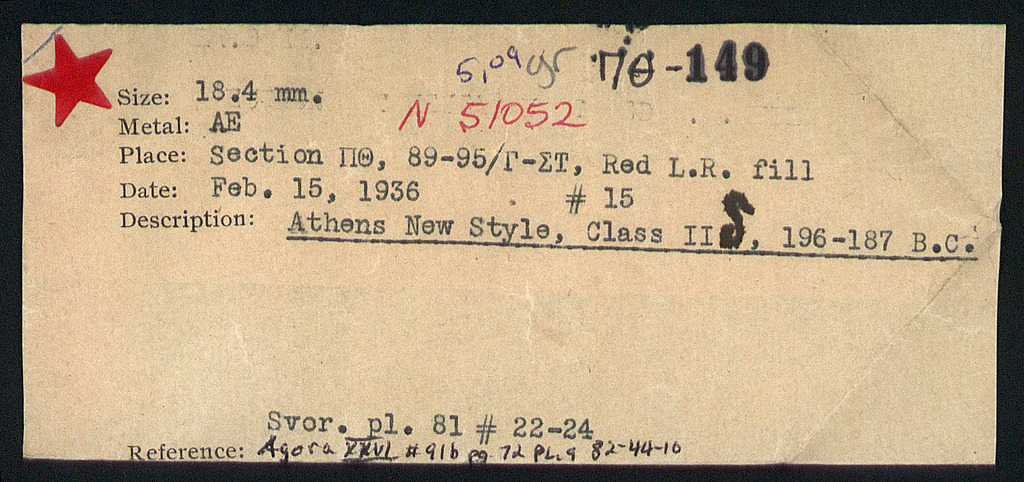 5,09 gr ΠΘ-149
Size: 18.4 mm.
N 51052
Metal: AE
Place: Section ΠΘ, 89-95/Γ-ΣΤ, Red L.R. fill
Date: Feb. 15, 1936 # 15
Description: Athens New Style, Class II, 196-187 B.C.
Svor. pl. 81 # 22-24
Reference: Agora XXVI #91b pg 72 PL.9 82-44-10